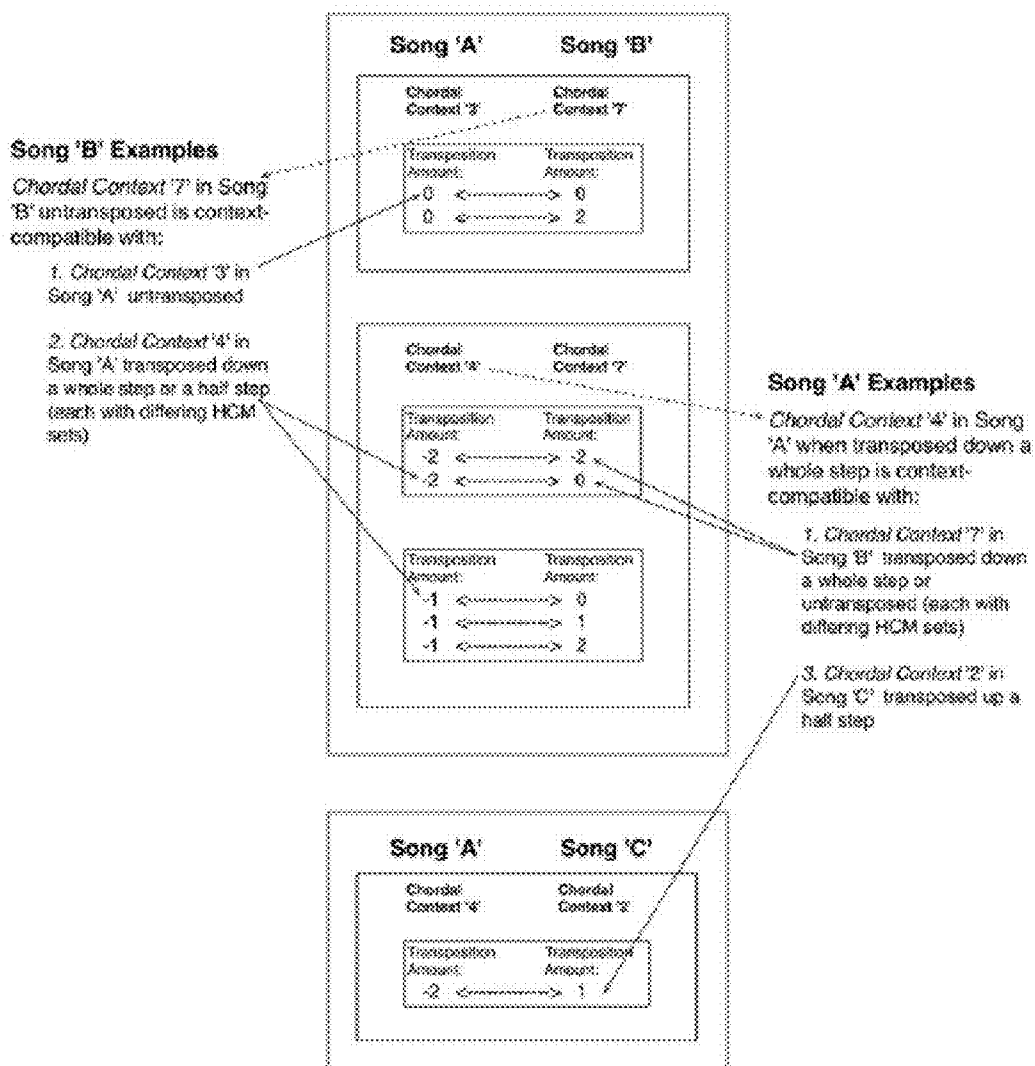 Song 'A' Song 'B'
Chordal Chordal
Context '3' Context '7'
Transposition Transposition
Amount: Amount:
0 <------> 0
0 <------> 2
Song 'B' Examples
Chordal Context '7' in Song
'B' untransposed is context-
compatible with:
1. Chordal Context '3' in
Song 'A' untransposed
2. Chordal Context '4' in
Song 'A' transposed down
a whole step or a half step
(each with differing HCM
sets)
Chordal Chordal
Context '4' Context '7'
Transposition Transposition
Amount: Amount:
-2 <------> -2
-2 <------> 0
Transposition Transposition
Amount: Amount:
-1 <------> 0
-1 <------> 1
-1 <------> 2
Song 'A' Examples
Chordal Context '4' in Song
'A' when transposed down a
whole step is context-
compatible with:
1. Chordal Context '7' in
Song 'B' transposed down
a whole step or
untransposed (each with
differing HCM sets)
3. Chordal Context '2' in
Song 'C' transposed up a
half step
Song 'A' Song 'C'
Chordal Chordal
Context '4' Context '2'
Transposition Transposition
Amount: Amount:
-2 <------> 1